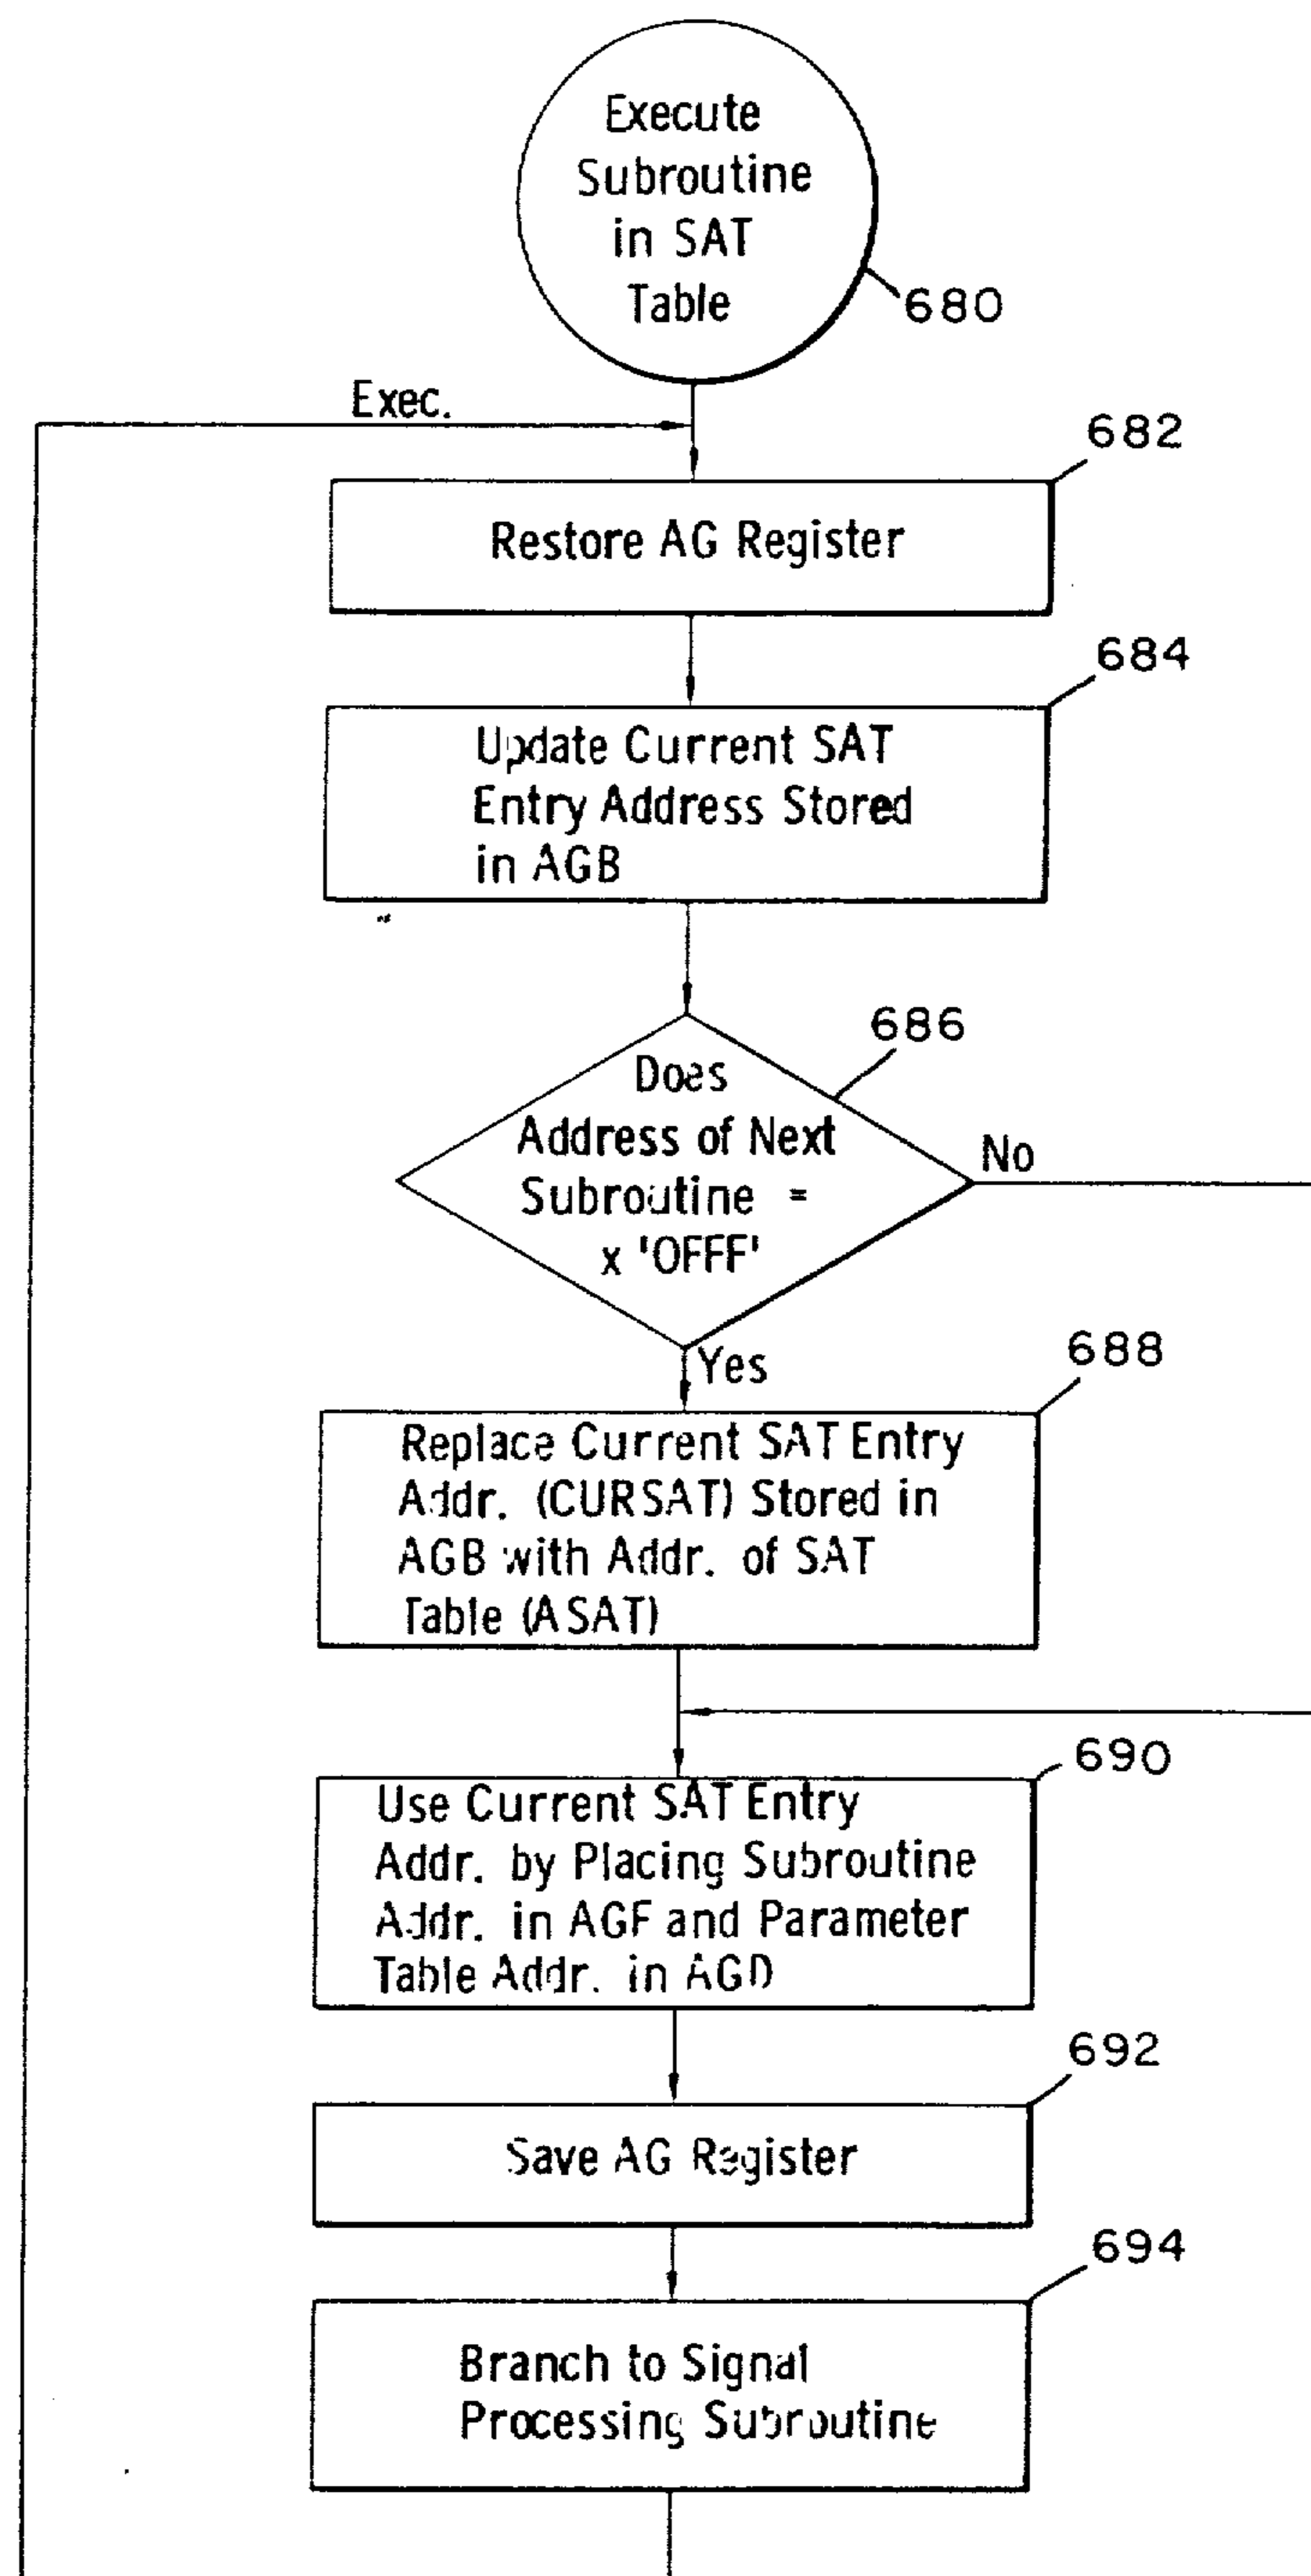 Execute
Subroutine
in SAT
Table
680
Exec.
682
Restore AG Register
684
Update Current SAT
Entry Address Stored
in AGB
686
Does
Address of Next
Subroutine =
x 'OFFF'
No
Yes
688
Replace Current SAT Entry
Addr. (CURSAT) Stored in
AGB with Addr. of SAT
Table (ASAT)
690
Use Current SAT Entry
Addr. by Placing Subroutine
Addr. in AGF and Parameter
Table Addr. in AGD
692
Save AG Register
694
Branch to Signal
Processing Subroutine